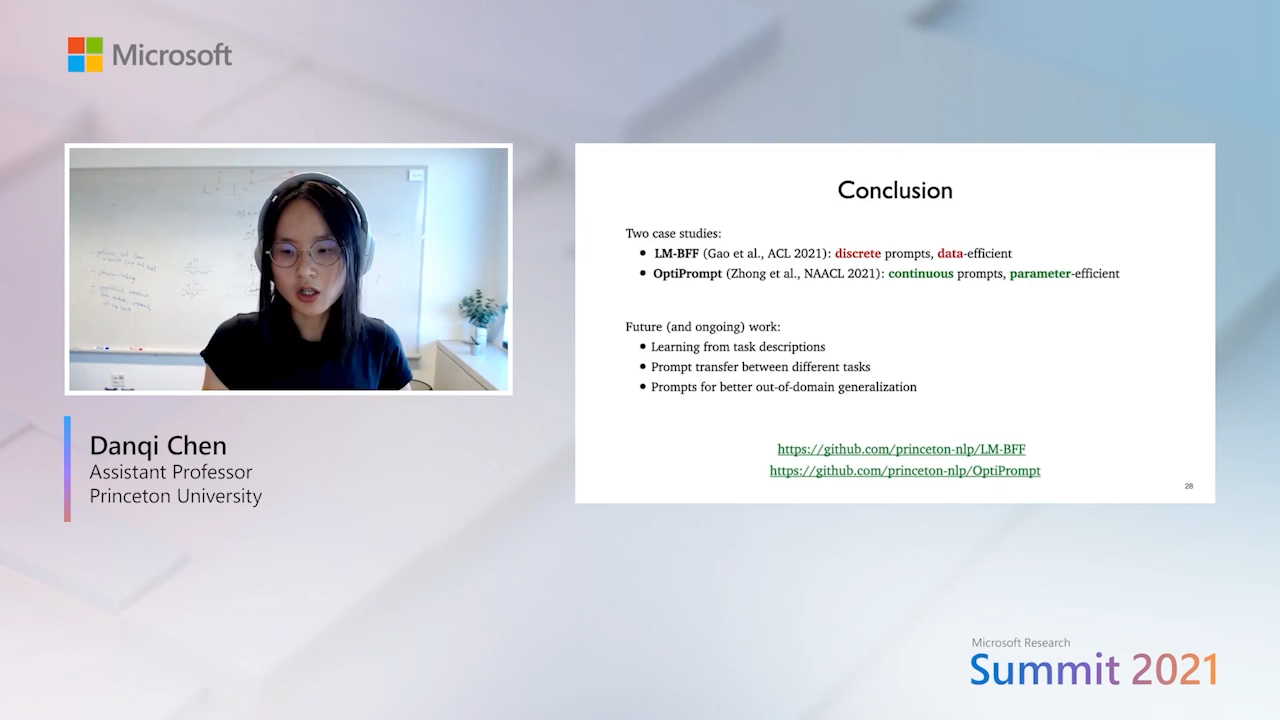 Microsoft
Conclusion
Two case studies:
• LM-BFF (Gao et al., ACL 2021): discrete prompts, data-efficient
• OptiPrompt (Zhong et al., NAACL 2021): continuous prompts, parameter-efficient
Future (and ongoing) work:
• Learning from task descriptions
• Prompt transfer between different tasks
• Prompts for better out-of-domain generalization
https://github.com/princeton-nlp/LM-BFF
https://github.com/princeton-nlp/OptiPrompt
28
Danqi Chen
Assistant Professor
Princeton University
Microsoft Research
Summit 2021